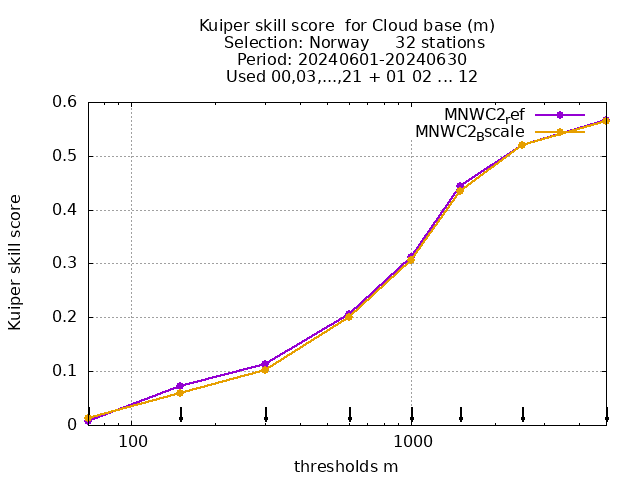 Kuiper skill score  for Cloud base (m)
Selection: Norway     32 stations
Period: 20240601-20240630
Used 00,03,...,21 + 01 02 ... 12
MNWC2ref
MNWC2Bscale
0.6
0.5
0.4
0.3
0.2
0.1
0
Kuiper skill score
100 1000
thresholds m